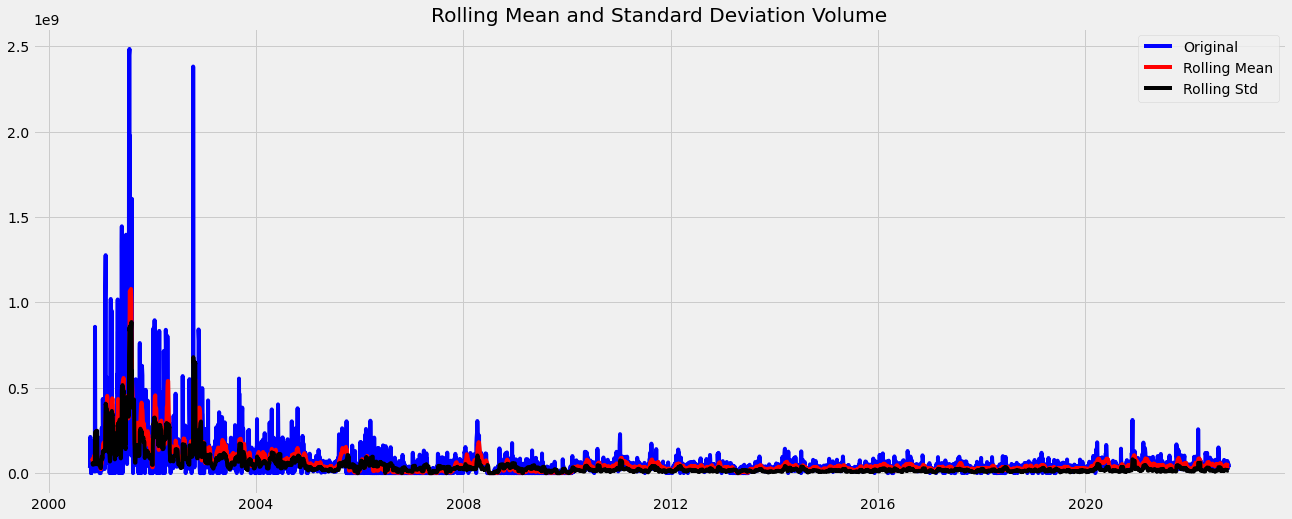 Rolling Mean and Standard Deviation Volume
1e9
2.5
2.0
1.5
1.0
0.5
0.0
Original
Rolling Mean
Rolling Std
2000 2004 2008 2012 2016 2020